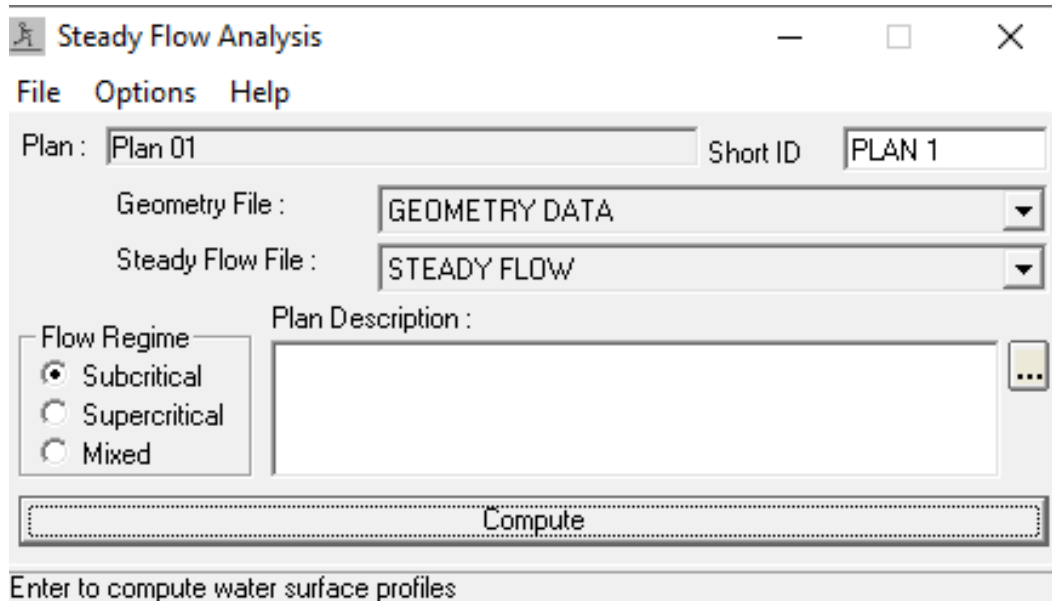 Steady Flow Analysis
File Options Help
Plan : Plan 01 Short ID PLAN 1
Geometry File : GEOMETRY DATA
Steady Flow File : STEADY FLOW
Plan Description :
Flow Regime
Subcritical
Supercritical
Mixed
...
Compute
Enter to compute water surface profiles